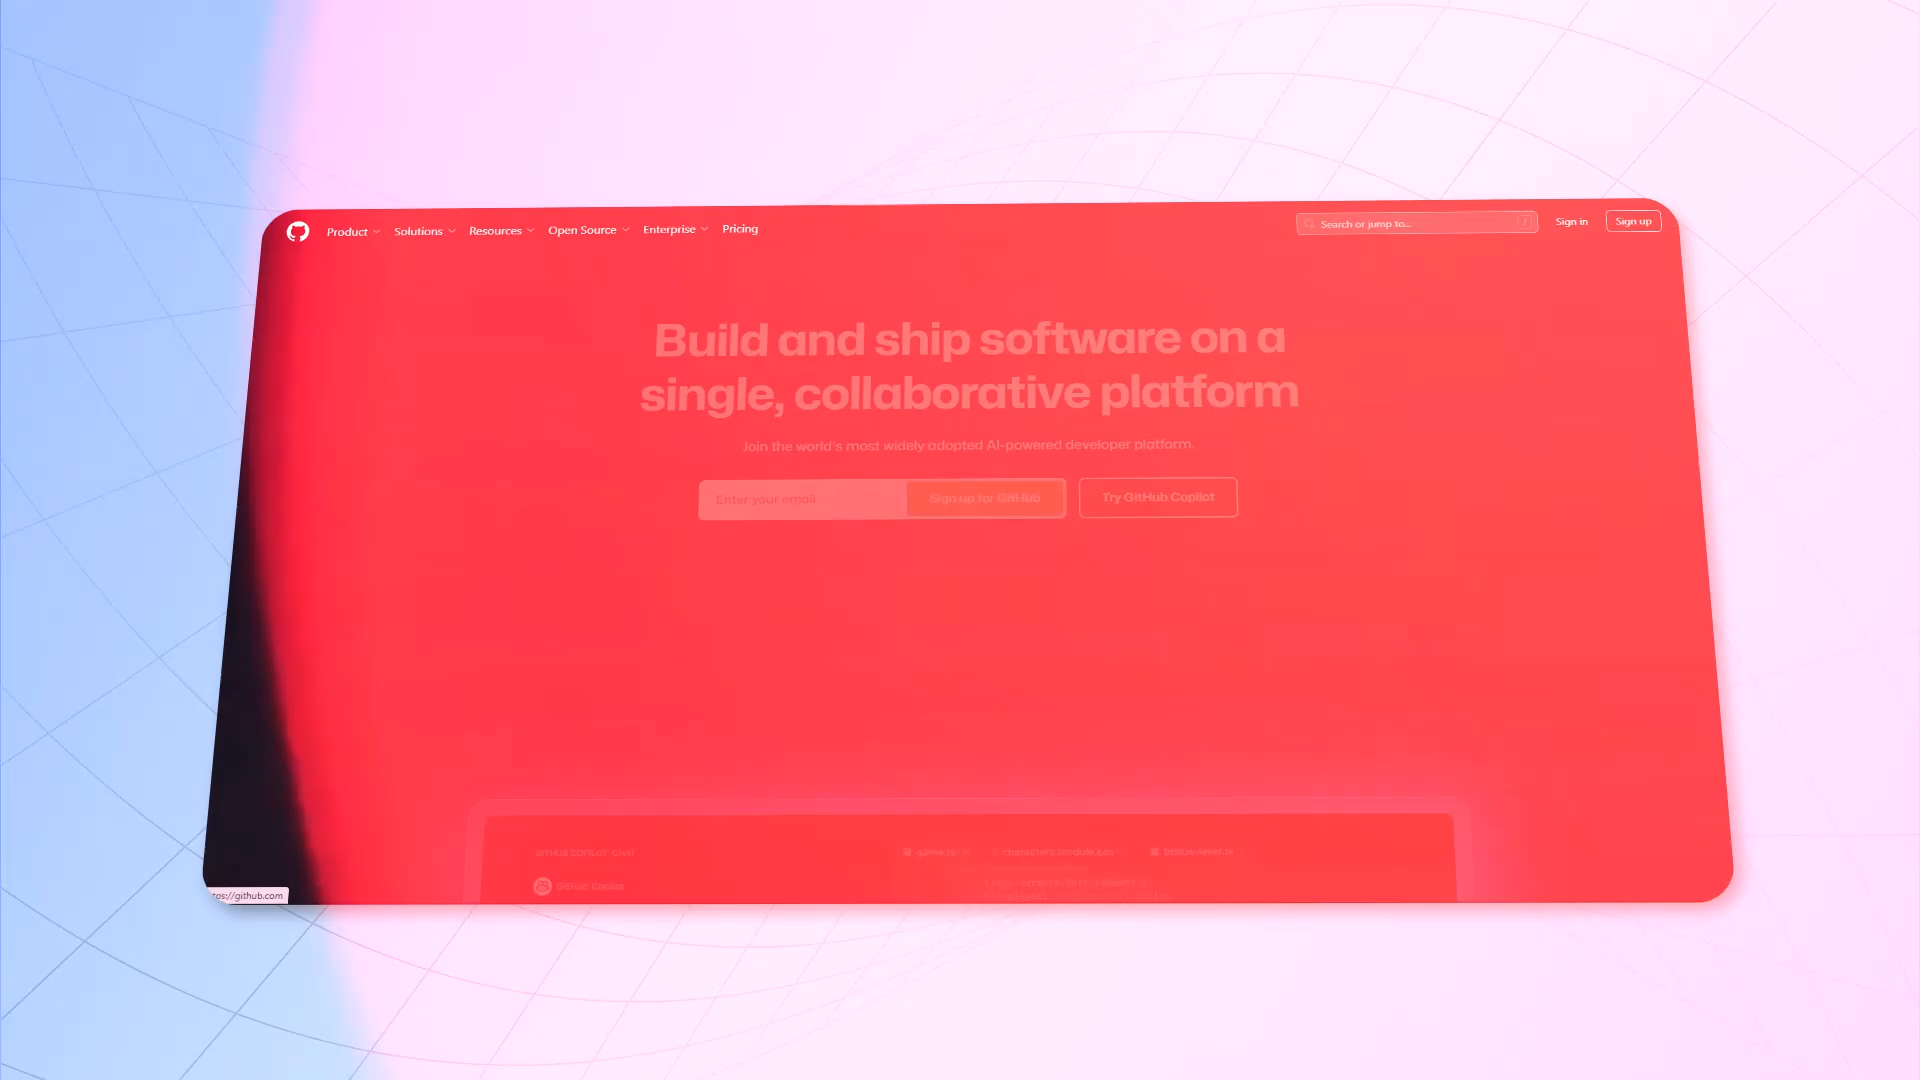 Product Solutions Resources Open Source Enterprise Pricing
Search or jump to... /
Sign in
Sign up
Build and ship software on a
single, collaborative platform
Join the world's most widely adopted AI-powered developer platform.
Enter your email
Sign up for GitHub
Try GitHub Copilot
GITHUB COPILOT: CHAT
game.ts characters.module.css bonus-level.ts
GitHub Copilot
tps://github.com